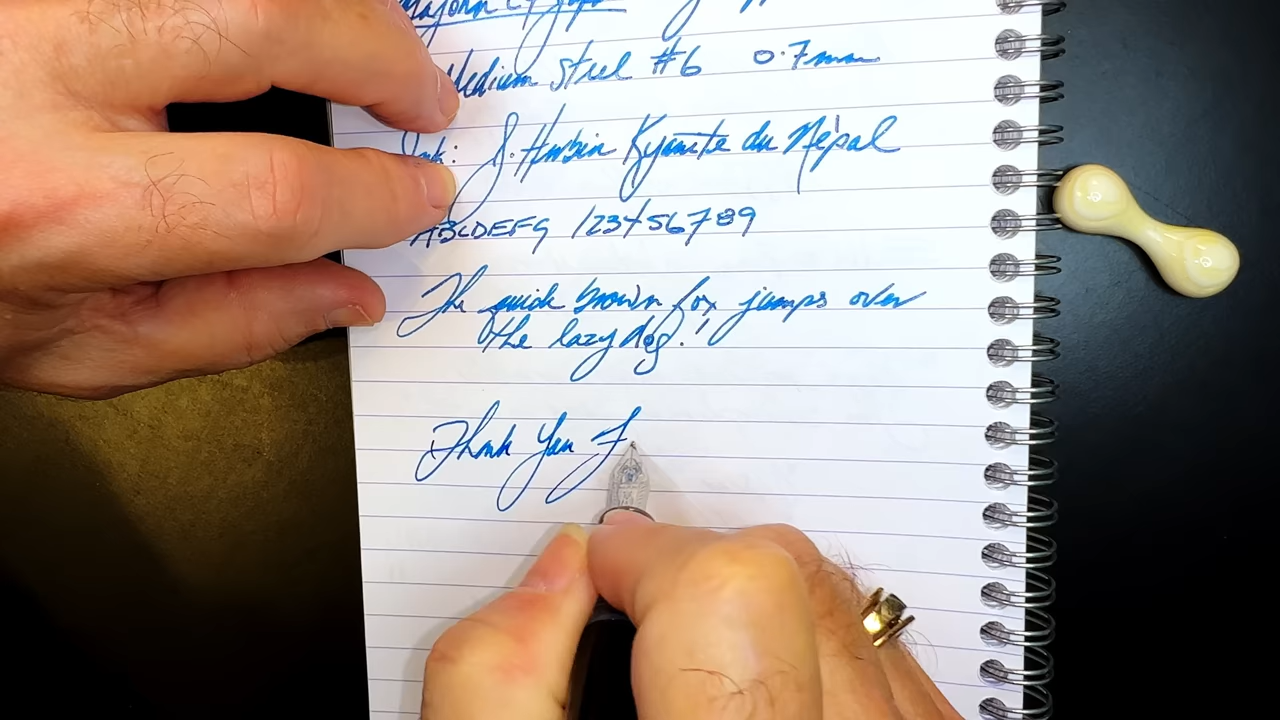 Medium Steel #6 0.7mm
Ink: J. Herbin Kyanite du Népal
ABCDEFG 123456789
The quick brown fox jumps over
the lazy dog.!
Thank You F